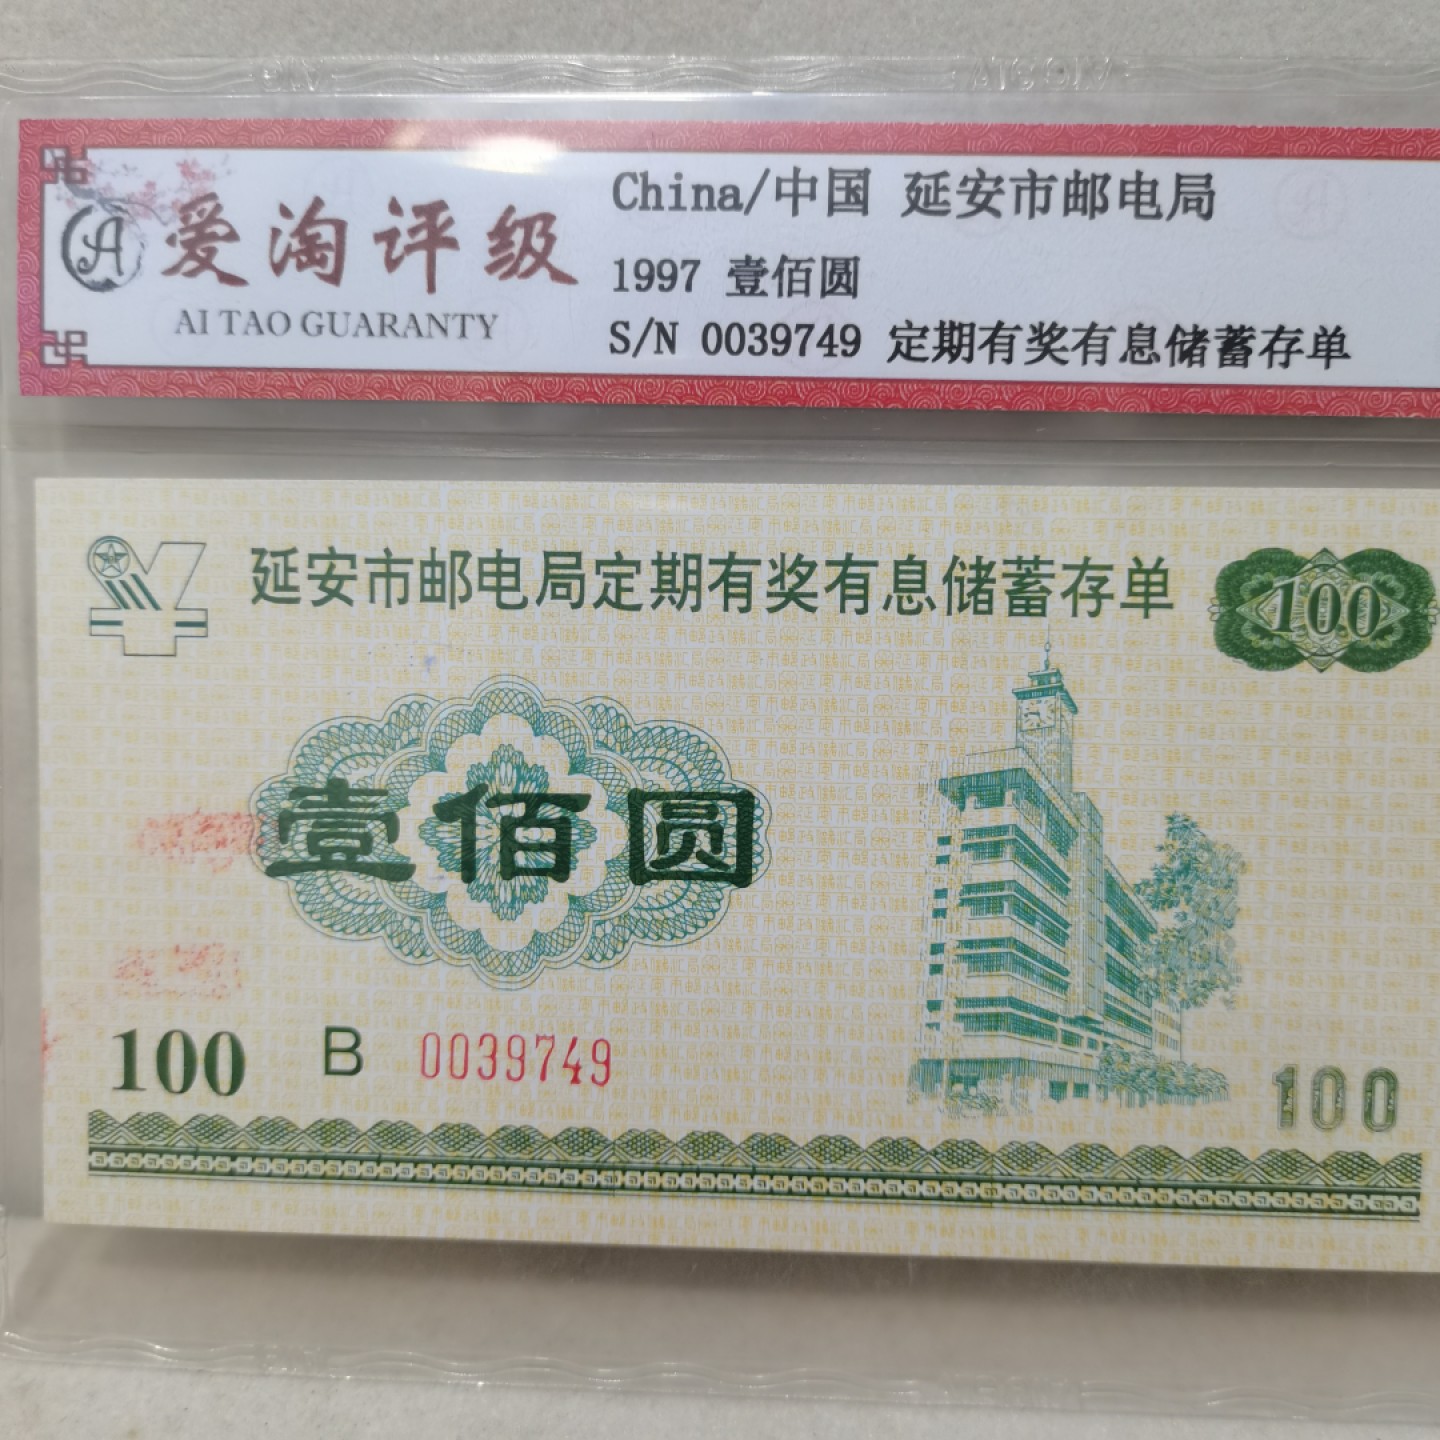 爱淘评级
AI TAO GUARANTY
China/中国 延安市邮电局
1997 壹佰圆
S/N 0039749 定期有奖有息储蓄存单
延安市邮电局定期有奖有息储蓄存单
100
壹佰圆
100 B 0039749
100